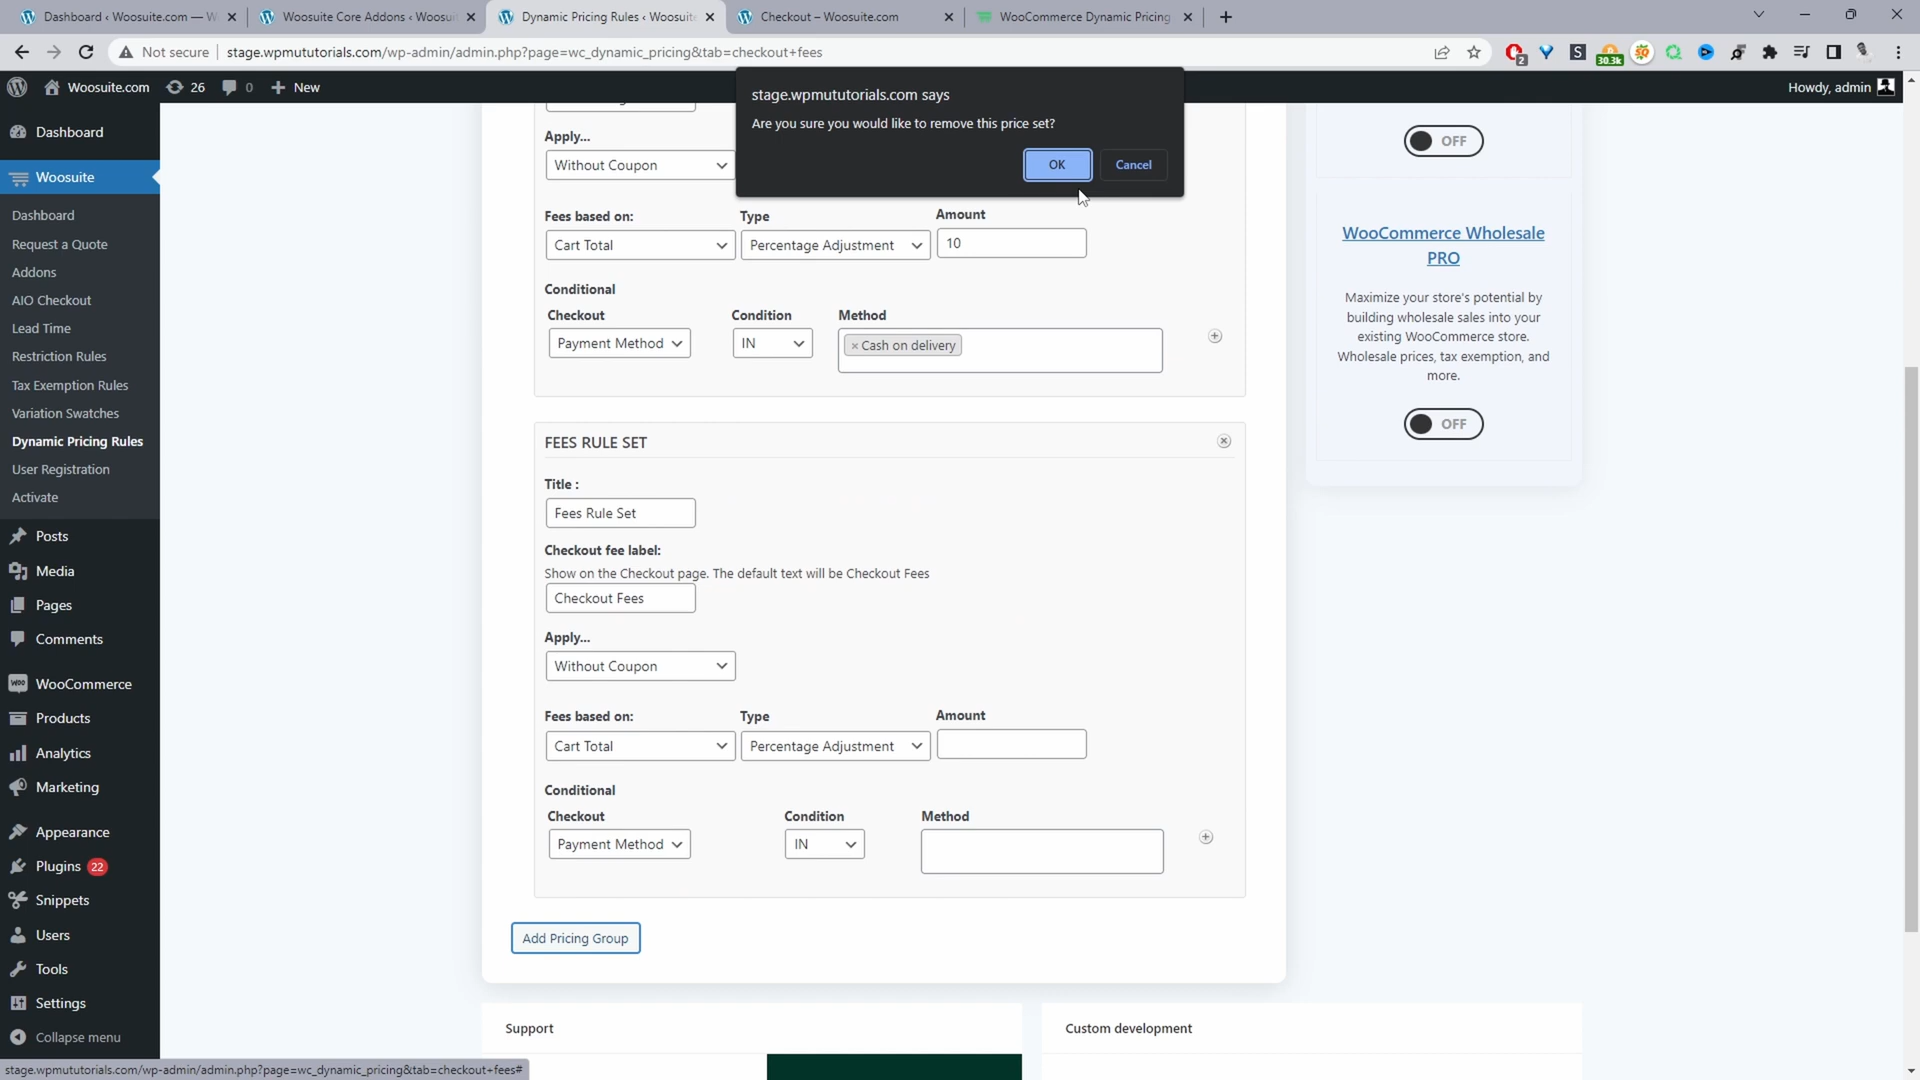 Dashboard ‹ Woosuite.com — W
Woosuite Core Addons ‹ Woosui
Dynamic Pricing Rules ‹ Woosuite
Checkout – Woosuite.com
WooCommerce Dynamic Pricing
Not secure
stage.wpmututorials.com/wp-admin/admin.php?page=wc_dynamic_pricing&tab=checkout+fees
2
30.3k
Woosuite.com
26
0
New
Howdy, admin
stage.wpmututorials.com says
Are you sure you would like to remove this price set?
OK
Cancel
Dashboard
Woosuite
Dashboard
Request a Quote
Addons
AIO Checkout
Lead Time
Restriction Rules
Tax Exemption Rules
Variation Swatches
Dynamic Pricing Rules
User Registration
Activate
Posts
Media
Pages
Comments
WooCommerce
Products
Analytics
Marketing
Appearance
Plugins 22
Snippets
Users
Tools
Settings
Collapse menu
Apply...
Without Coupon
Fees based on:
Type
Amount
Cart Total
Percentage Adjustment
10
Conditional
Checkout
Condition
Method
Payment Method
IN
× Cash on delivery
FEES RULE SET
Title :
Fees Rule Set
Checkout fee label:
Show on the Checkout page. The default text will be Checkout Fees
Checkout Fees
Apply...
Without Coupon
Fees based on:
Type
Amount
Cart Total
Percentage Adjustment
Conditional
Checkout
Condition
Method
Payment Method
IN
Add Pricing Group
OFF
WooCommerce Wholesale
PRO
Maximize your store's potential by
building wholesale sales into your
existing WooCommerce store.
Wholesale prices, tax exemption, and
more.
OFF
Support
Custom development
stage.wpmututorials.com/wp-admin/admin.php?page=wc_dynamic_pricing&tab=checkout+fees#